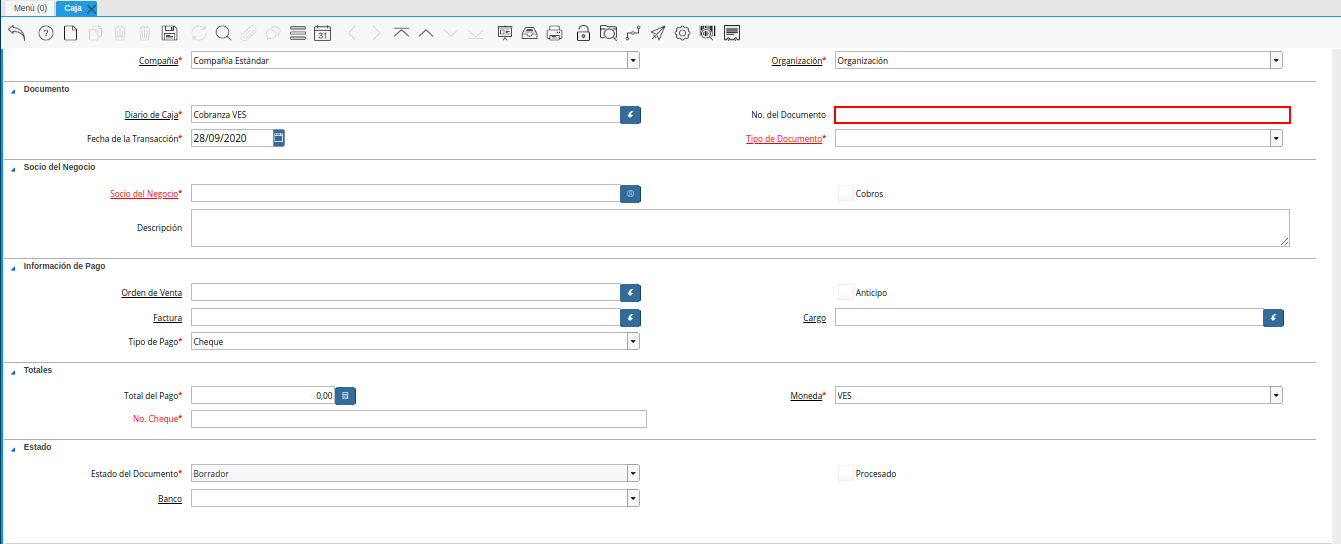 Menú (0) Caja
31
Compañía* Compañía Estándar Organización* Organización
Documento
Diario de Caja* Cobranza VES No. del Documento
Fecha de la Transacción* 28/09/2020 Tipo de Documento*
Socio del Negocio
Socio del Negocio* Cobros
Descripción
Información de Pago
Orden de Venta Anticipo
Factura Cargo
Tipo de Pago* Cheque
Totales
Total del Pago* 0,00 Moneda* VES
No. Cheque*
Estado
Estado del Documento* Borrador Procesado
Banco